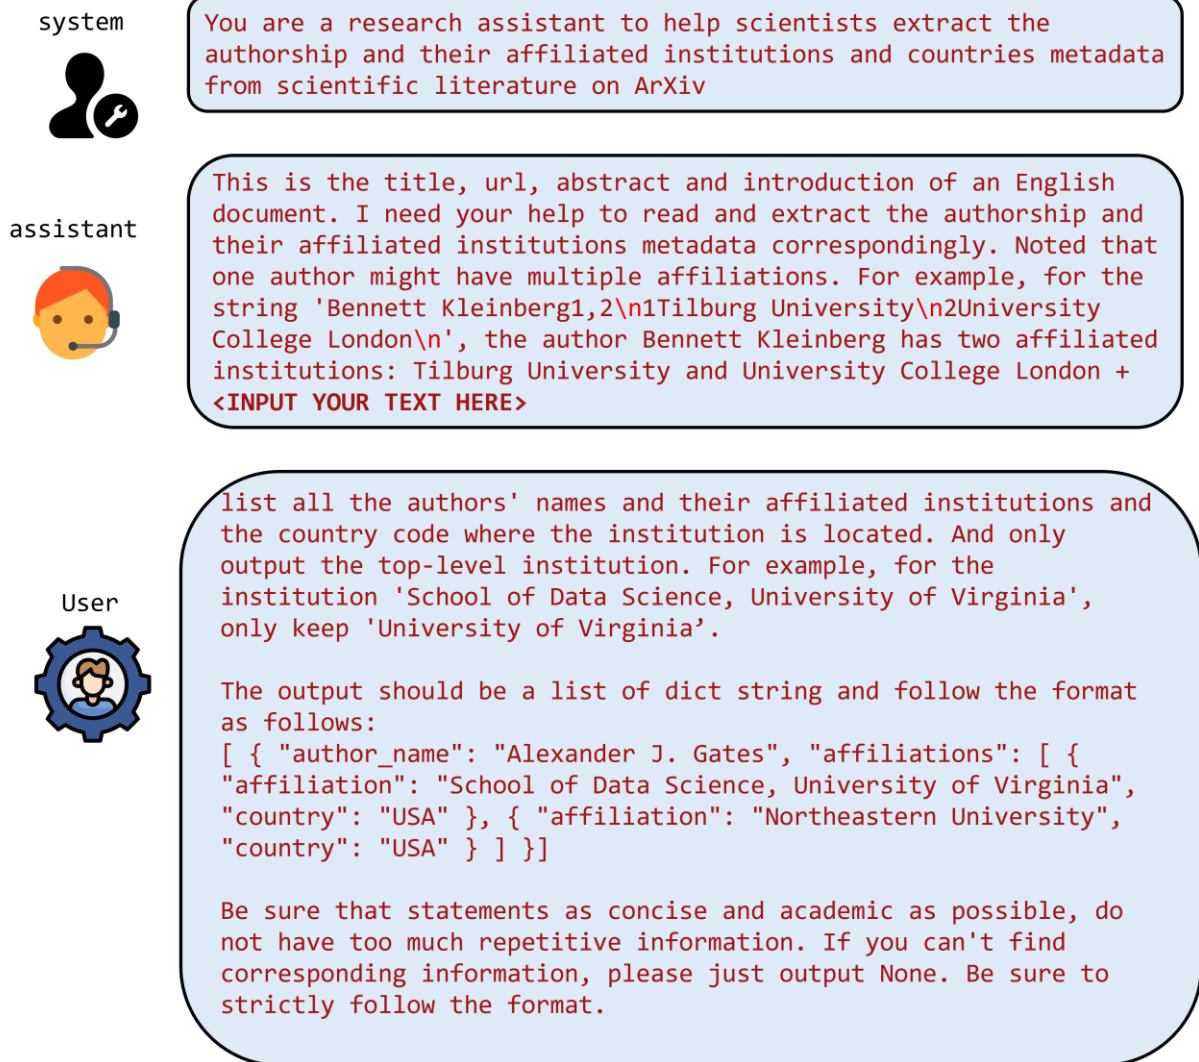 system
You are a research assistant to help scientists extract the
authorship and their affiliated institutions and countries metadata
from scientific literature on ArXiv
assistant
This is the title, url, abstract and introduction of an English
document. I need your help to read and extract the authorship and
their affiliated institutions metadata correspondingly. Noted that
one author might have multiple affiliations. For example, for the
string 'Bennett Kleinberg1,2\n1Tilburg University\n2University
College London\n', the author Bennett Kleinberg has two affiliated
institutions: Tilburg University and University College London +
<INPUT YOUR TEXT HERE>
User
list all the authors' names and their affiliated institutions and
the country code where the institution is located. And only
output the top-level institution. For example, for the
institution 'School of Data Science, University of Virginia',
only keep 'University of Virginia’.
The output should be a list of dict string and follow the format
as follows:
[ { "author_name": "Alexander J. Gates", "affiliations": [ {
"affiliation": "School of Data Science, University of Virginia",
"country": "USA" }, { "affiliation": "Northeastern University",
"country": "USA" } ] }]
Be sure that statements as concise and academic as possible, do
not have too much repetitive information. If you can't find
corresponding information, please just output None. Be sure to
strictly follow the format.